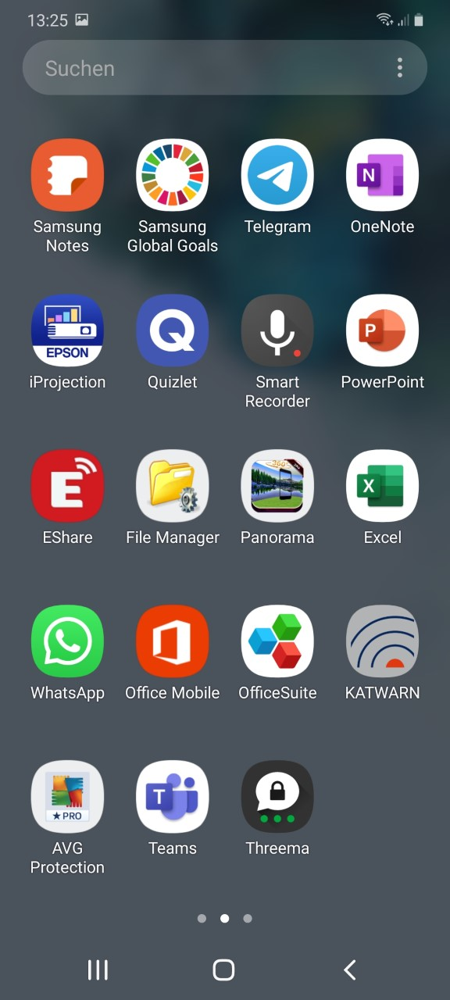 13:25
Suchen
Samsung Notes
Samsung Global Goals
Telegram
N
OneNote
EPSON
iProjection
Q
Quizlet
Smart Recorder
P
PowerPoint
E
EShare
File Manager
360°
Panorama
X
Excel
WhatsApp
Office Mobile
OfficeSuite
KATWARN
★ PRO
AVG Protection
T
Teams
Threema